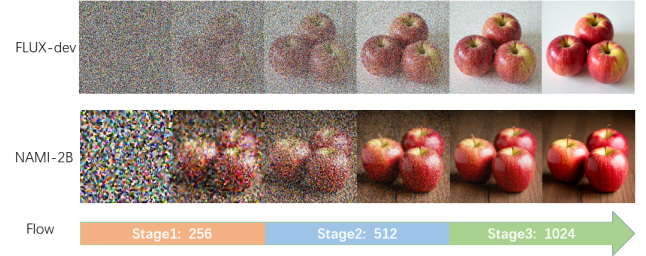 FLUX-dev
NAMI-2B
Flow
Stage1: 256
Stage2: 512
Stage3: 1024